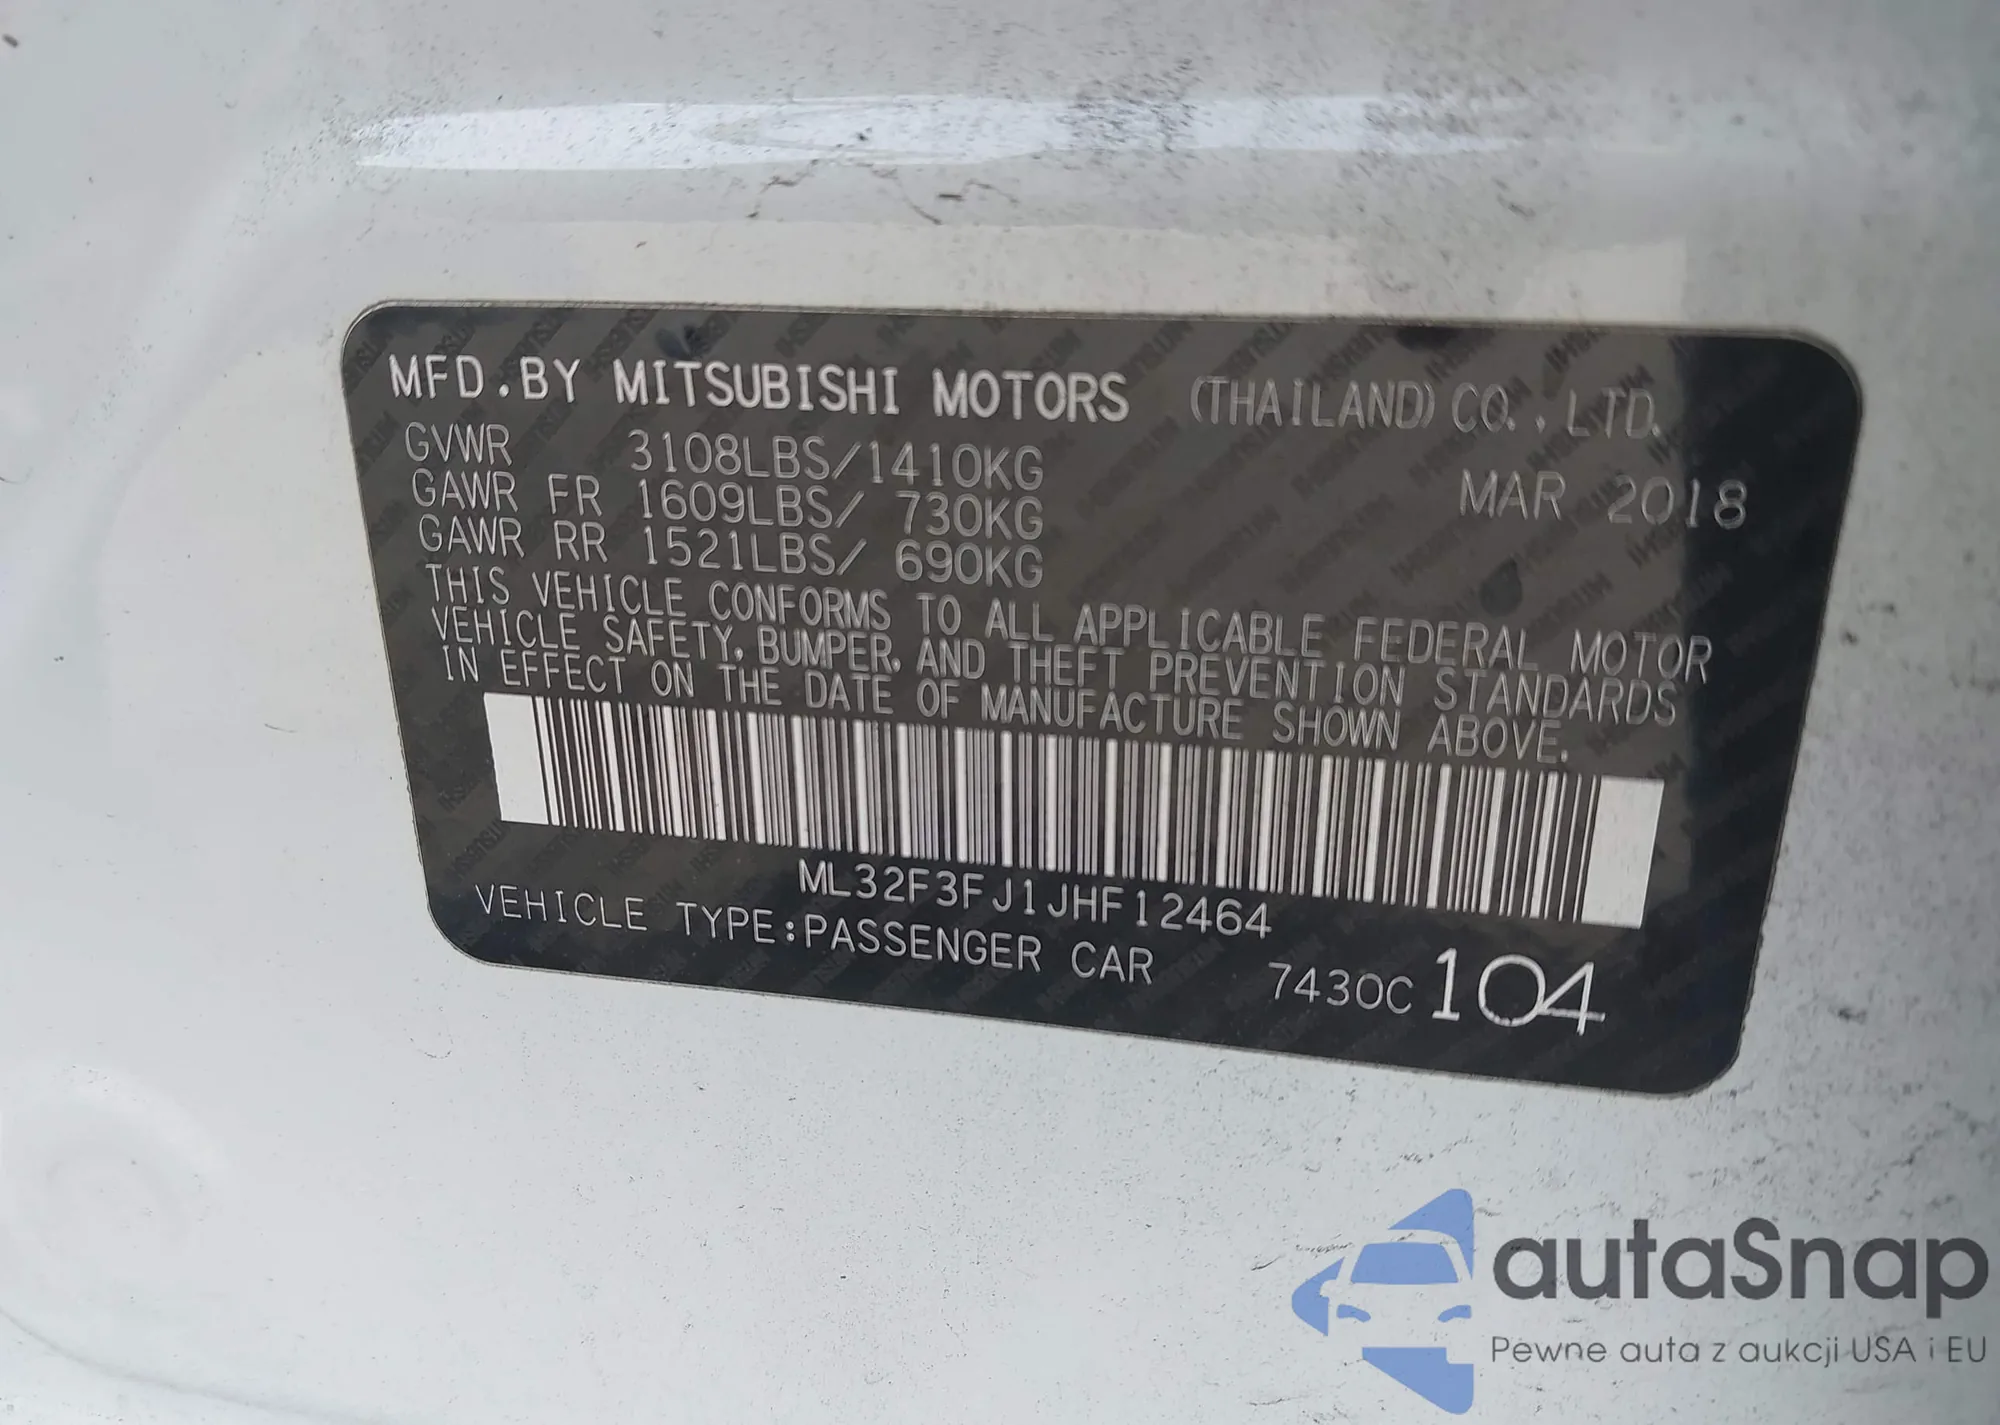 MFD.BY MITSUBISHI MOTORS (THAILAND) CO.,LTD.
GVWR 3108LBS/1410KG
GAWR FR 1609LBS/ 730KG MAR 2018
GAWR RR 1521LBS/ 690KG
THIS VEHICLE CONFORMS TO ALL APPLICABLE FEDERAL MOTOR
VEHICLE SAFETY, BUMPER, AND THEFT PREVENTION STANDARDS
IN EFFECT ON THE DATE OF MANUFACTURE SHOWN ABOVE.
ML32F3FJ1JHF12464
VEHICLE TYPE:PASSENGER CAR 7430C 104
autaSnap
Pewne auta z aukcji USA i EU